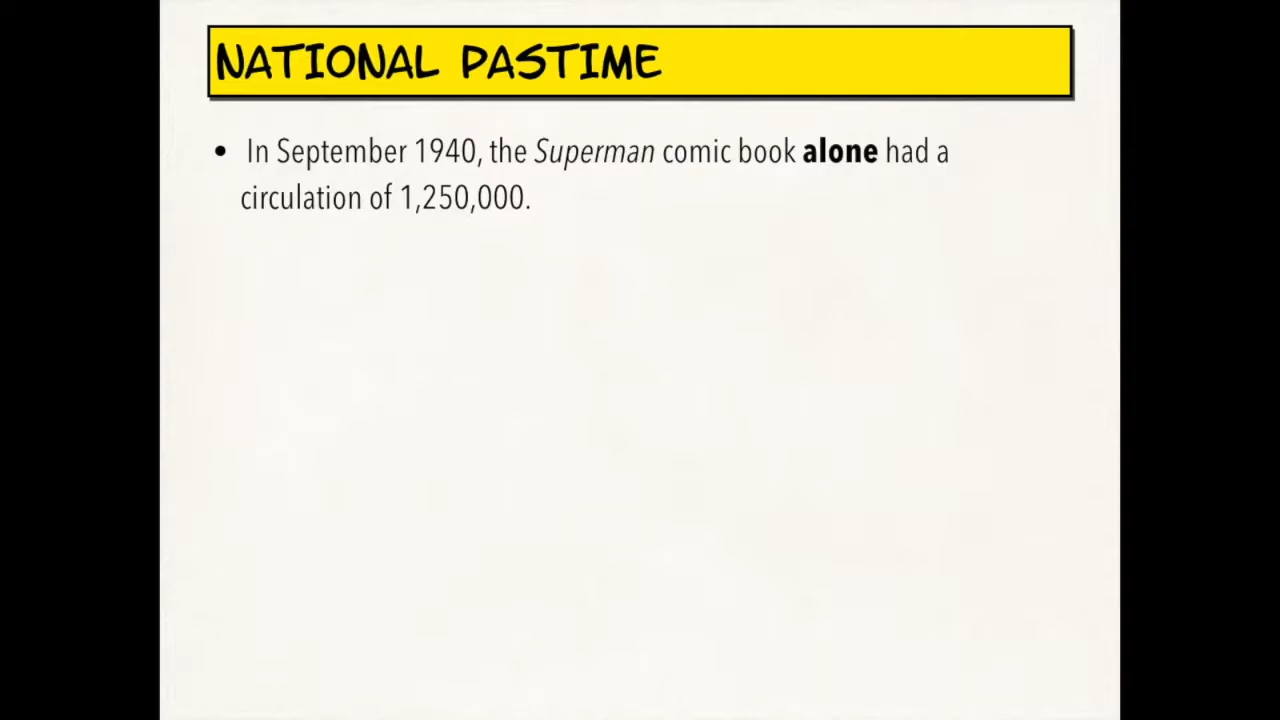 NATIONAL PASTIME
• In September 1940, the Superman comic book alone had a
circulation of 1,250,000.